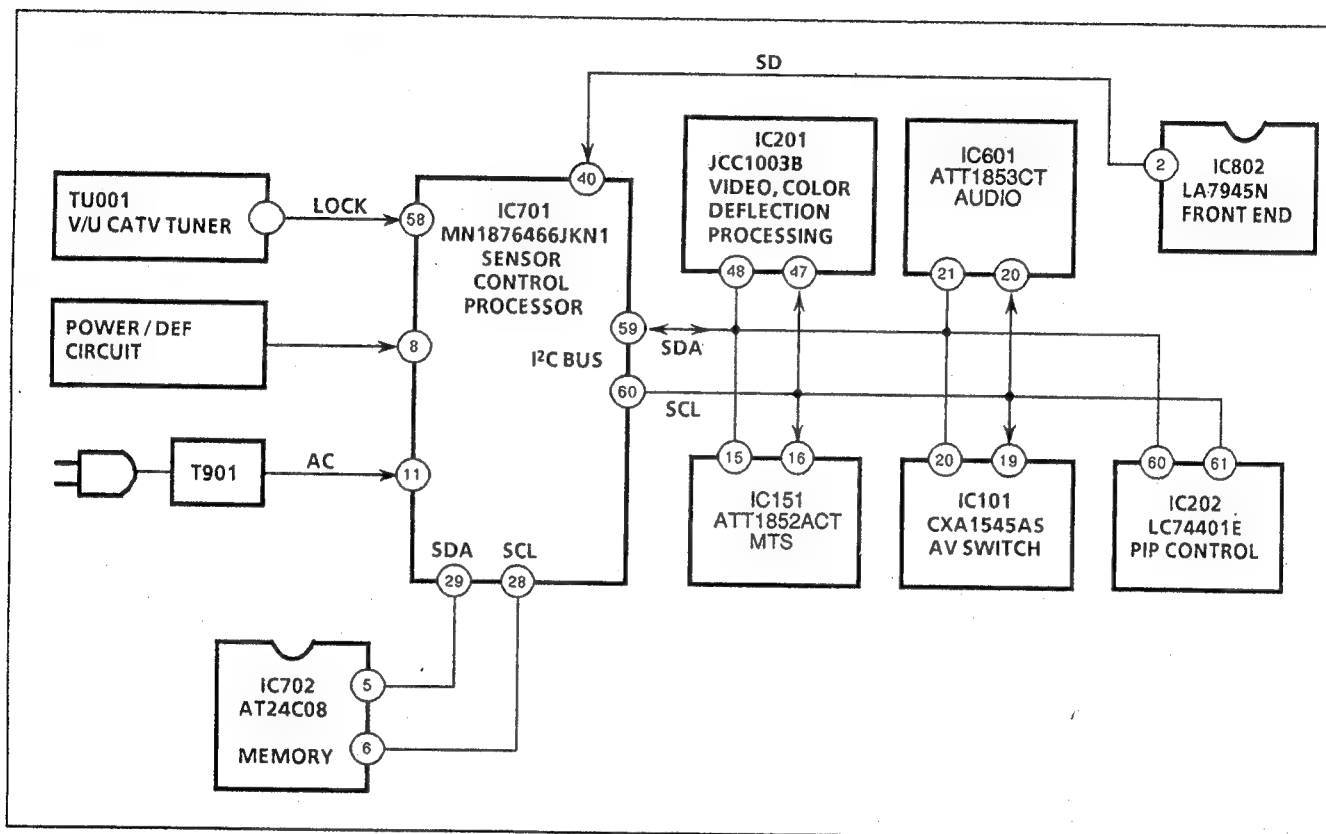 SD
TU001
V/U CATV TUNER
LOCK
58
40
IC701
MN1876466JKN1
SENSOR
CONTROL
PROCESSOR
IC201
JCC1003B
VIDEO, COLOR
DEFLECTION
PROCESSING
48
47
IC601
ATT1853CT
AUDIO
21
20
2
IC802
LA7945N
FRONT END
POWER / DEF
CIRCUIT
8
59
SDA
I²C BUS
60
SCL
T901
AC
11
15
16
IC151
ATT1852ACT
MTS
20
19
IC101
CXA1545AS
AV SWITCH
60
61
IC202
LC74401E
PIP CONTROL
SDA
SCL
29
28
IC702
AT24C08
MEMORY
5
6